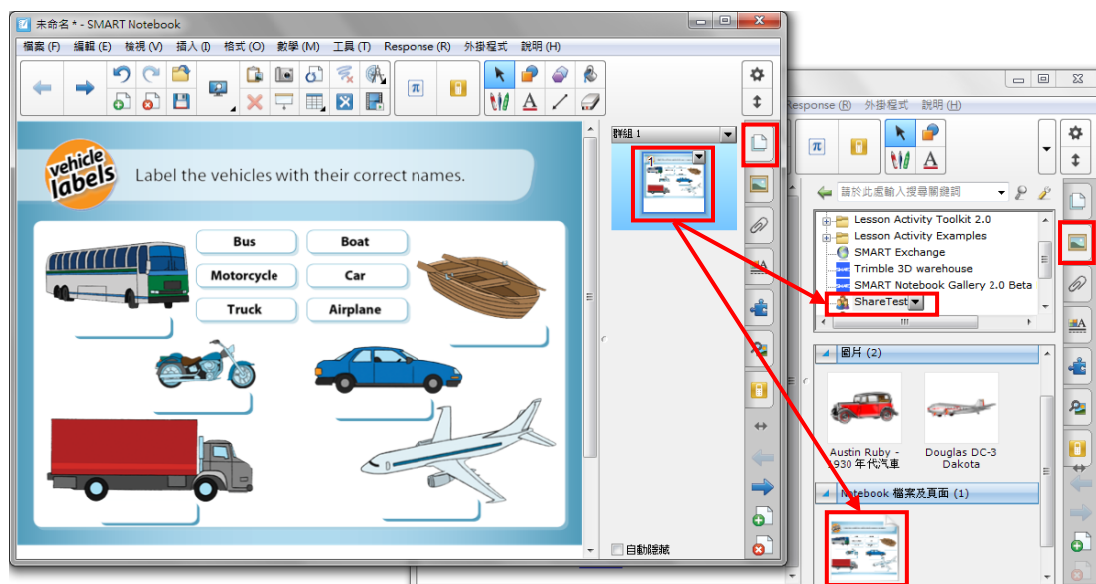 未命名 * - SMART Notebook
檔案 (F) 編輯 (E) 檢視 (V) 插入 (I) 格式 (O) 數學 (M) 工具 (T) Response (R) 外掛程式 說明 (H)
vehicle
labels
Label the vehicles with their correct names.
Bus Boat
Motorcycle Car
Truck Airplane
群組 1
1
自動隱藏
Response (R) 外掛程式 說明 (H)
請於此處輸入搜尋關鍵詞
Lesson Activity Toolkit 2.0
Lesson Activity Examples
SMART Exchange
Trimble 3D warehouse
SMART Notebook Gallery 2.0 Beta
ShareTest
圖片 (2)
Austin Ruby -
1930 年代汽車
Douglas DC-3
Dakota
Notebook 檔案及頁面 (1)